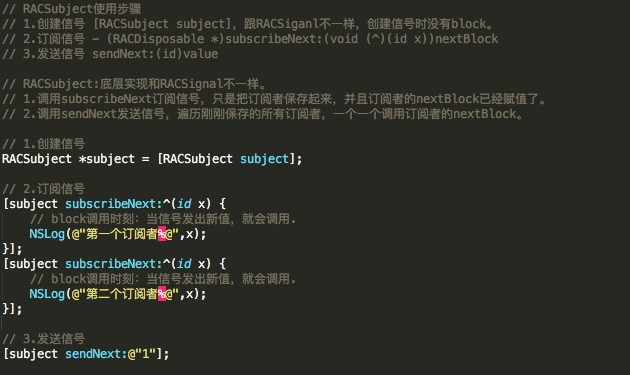 // RACSubject使用步骤
// 1.创建信号 [RACSubject subject]，跟RACSiganl不一样，创建信号时没有block。
// 2.订阅信号 - (RACDisposable *)subscribeNext:(void (^)(id x))nextBlock
// 3.发送信号 sendNext:(id)value
// RACSubject:底层实现和RACSignal不一样。
// 1.调用subscribeNext订阅信号，只是把订阅者保存起来，并且订阅者的nextBlock已经赋值了。
// 2.调用sendNext发送信号，遍历刚刚保存的所有订阅者，一个一个调用订阅者的nextBlock。
// 1.创建信号
RACSubject *subject = [RACSubject subject];
// 2.订阅信号
[subject subscribeNext:^(id x) {
// block调用时刻：当信号发出新值，就会调用.
NSLog(@"第一个订阅者%@",x);
}];
[subject subscribeNext:^(id x) {
// block调用时刻：当信号发出新值，就会调用.
NSLog(@"第二个订阅者%@",x);
}];
// 3.发送信号
[subject sendNext:@"1"];